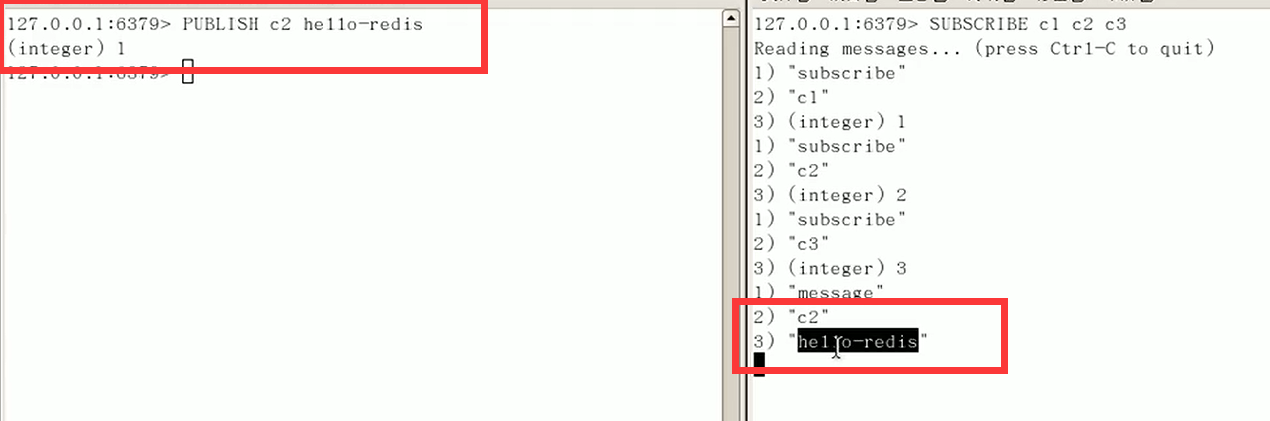 127.0.0.1:6379> PUBLISH c2 hello-redis
(integer) 1
127.0.0.1:6379>
127.0.0.1:6379> SUBSCRIBE c1 c2 c3
Reading messages... (press Ctrl-C to quit)
1) "subscribe"
2) "c1"
3) (integer) 1
1) "subscribe"
2) "c2"
3) (integer) 2
1) "subscribe"
2) "c3"
3) (integer) 3
1) "message"
2) "c2"
3) "hello-redis"